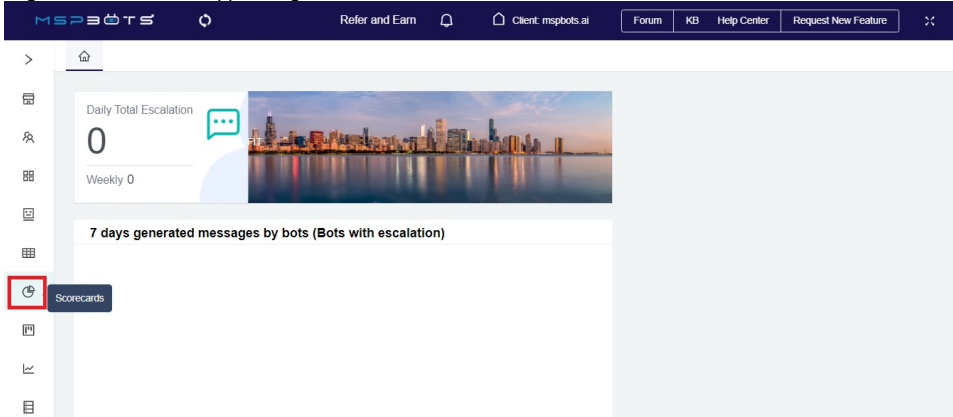 MSPBÖTS
Refer and Earn
Client: mspbots.ai
Forum
KB
Help Center
Request New Feature
Daily Total Escalation
0
Weekly 0
7 days generated messages by bots (Bots with escalation)
Scorecards